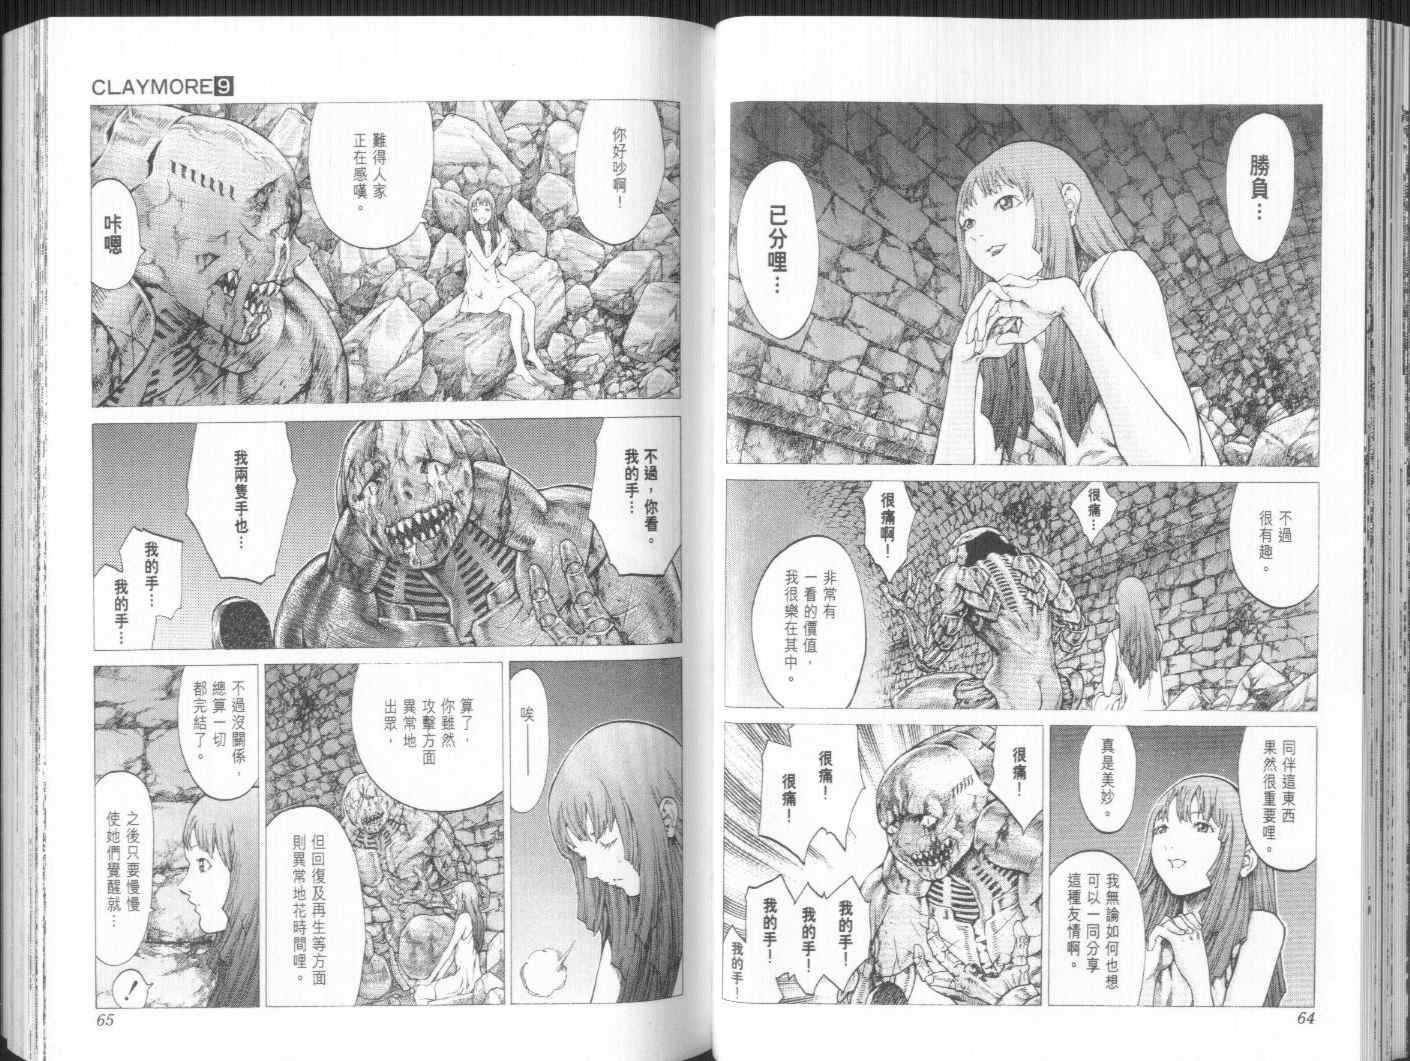 勝負…
已分哩…
不過
很有趣。
很痛…
很痛啊！
非常有
一看的價值，
我很樂在其中。
同伴這東西
果然很重要哩。
真是美妙。
我無論如何也想
可以一同分享
這種友情啊。
很痛！
很痛！
很痛！
我的手！
我的手！
我的手！
我的手！
64
CLAYMORE9
你好吵啊！
難得人家
正在感嘆。
咔嗯
不過，你看。
我的手…
我兩隻手也…
我的手…
我的手…
唉——
算了，
你雖然
攻擊方面
異常地
出眾，
但回復及再生等方面
則異常地花時間哩。
不過沒關係，
總算一切
都完結了。
之後只要慢慢
使她們覺醒就…
！
65